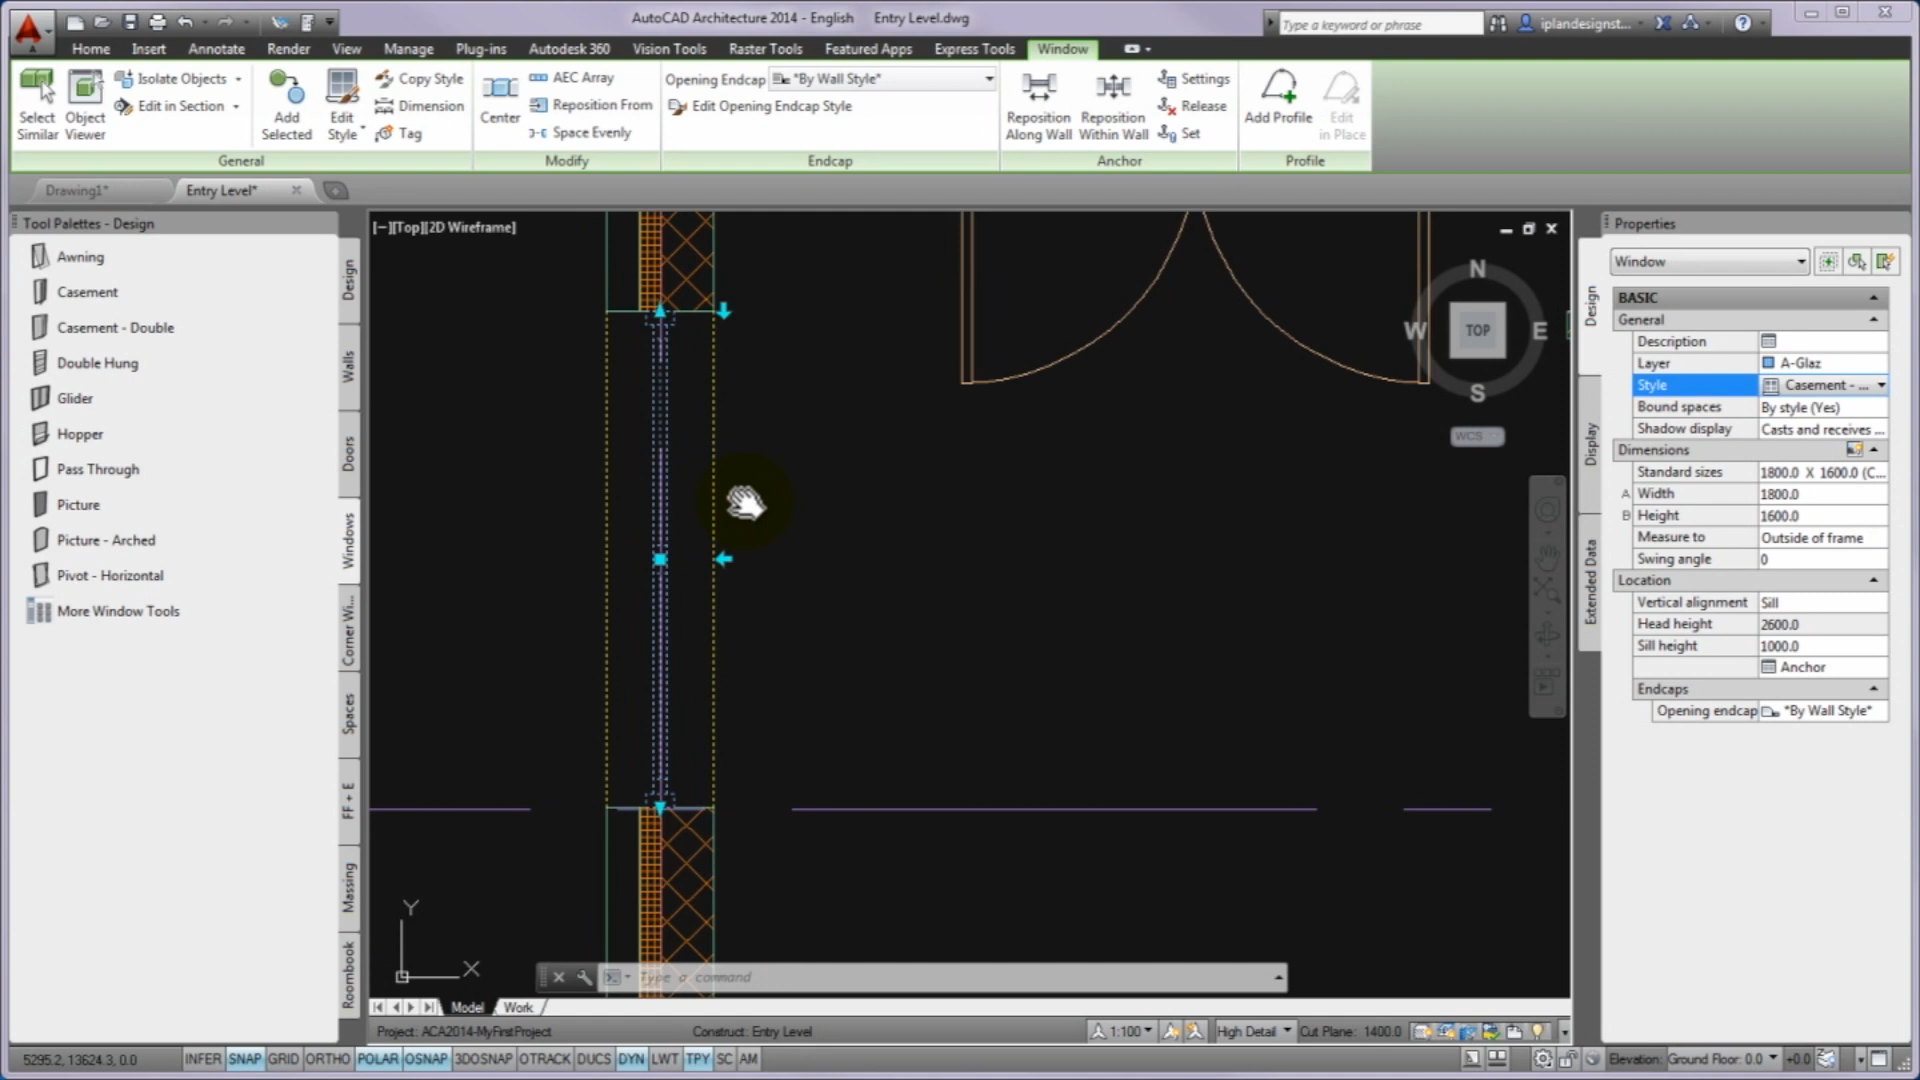 AutoCAD Architecture 2014 - English Entry Level.dwg
Type a keyword or phrase
iplandesignst...
Home Insert Annotate Render View Manage Plug-ins Autodesk 360 Vision Tools Raster Tools Featured Apps Express Tools Window
Isolate Objects
Edit in Section
Copy Style
Dimension
Tag
AEC Array
Reposition From
Space Evenly
Opening Endcap *By Wall Style*
Edit Opening Endcap Style
Settings
Release
Set
Select Similar
Object Viewer
Add Selected
Edit Style
Center
Reposition Along Wall
Reposition Within Wall
Add Profile
Edit in Place
General Modify Endcap Anchor Profile
Drawing1* Entry Level*
Tool Palettes - Design
Awning
Casement
Casement - Double
Double Hung
Glider
Hopper
Pass Through
Picture
Picture - Arched
Pivot - Horizontal
More Window Tools
Design
Walls
Doors
Windows
Corner Wi...
Spaces
FF + E
Massing
Roombook
[−][Top][2D Wireframe]
N
W TOP E
S
WCS
Y
X
Type a command
Model Work
Properties
Window
Design
Display
Extended Data
BASIC
General
Description
Layer A-Glaz
Style Casement - ...
Bound spaces By style (Yes)
Shadow display Casts and receives ...
Dimensions
Standard sizes 1800.0 X 1600.0 (C...
A Width 1800.0
B Height 1600.0
Measure to Outside of frame
Swing angle 0
Location
Vertical alignment Sill
Head height 2600.0
Sill height 1000.0
Anchor
Endcaps
Opening endcap *By Wall Style*
Project: ACA2014-MyFirstProject Construct: Entry Level 1:100 High Detail Cut Plane: 1400.0
5295.2, 13624.3, 0.0 INFER SNAP GRID ORTHO POLAR OSNAP 3DOSNAP OTRACK DUCS DYN LWT TPY SC AM Elevation: Ground Floor: 0.0 +0.0